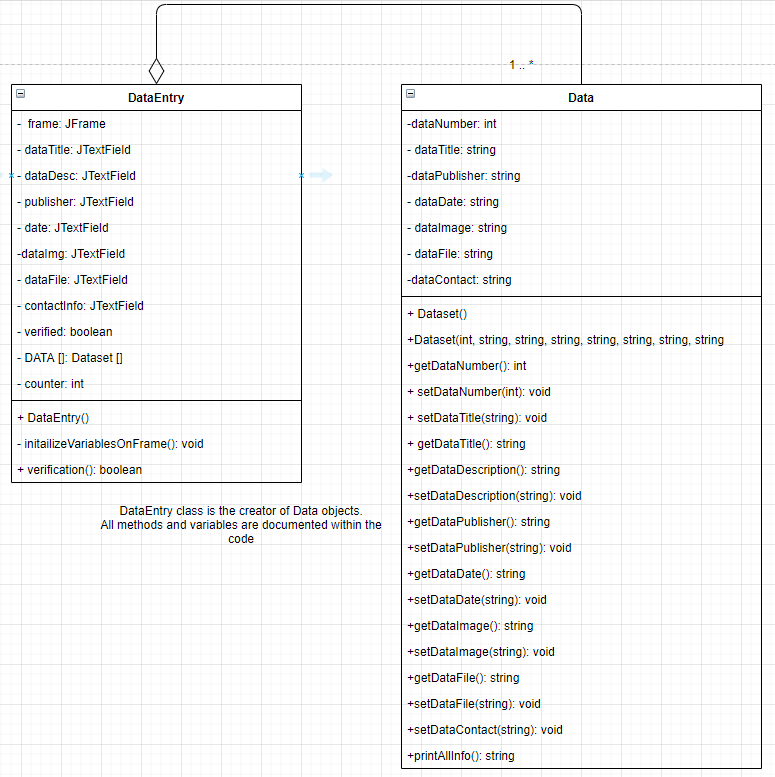 1 .. *
DataEntry
- frame: JFrame
- dataTitle: JTextField
- dataDesc: JTextField
- publisher: JTextField
- date: JTextField
-dataImg: JTextField
- dataFile: JTextField
- contactInfo: JTextField
- verified: boolean
- DATA []: Dataset []
- counter: int
+ DataEntry()
- initailizeVariablesOnFrame(): void
+ verification(): boolean
DataEntry class is the creator of Data objects.
All methods and variables are documented within the
code
Data
-dataNumber: int
- dataTitle: string
-dataPublisher: string
- dataDate: string
- dataImage: string
- dataFile: string
-dataContact: string
+ Dataset()
+Dataset(int, string, string, string, string, string, string, string
+getDataNumber(): int
+ setDataNumber(int): void
+ setDataTitle(string): void
+ getDataTitle(): string
+getDataDescription(): string
+setDataDescription(string): void
+getDataPublisher(): string
+setDataPublisher(string): void
+getDataDate(): string
+setDataDate(string): void
+getDataImage(): string
+setDataImage(string): void
+getDataFile(): string
+setDataFile(string): void
+setDataContact(string): void
+printAllInfo(): string